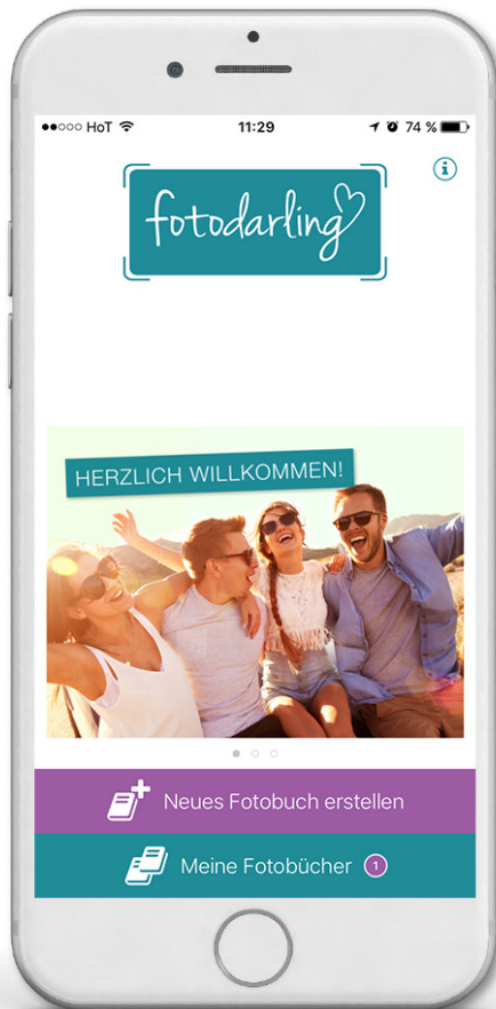 HoT 11:29 74 %
fotodarling
HERZLICH WILLKOMMEN!
Neues Fotobuch erstellen
Meine Fotobücher 1